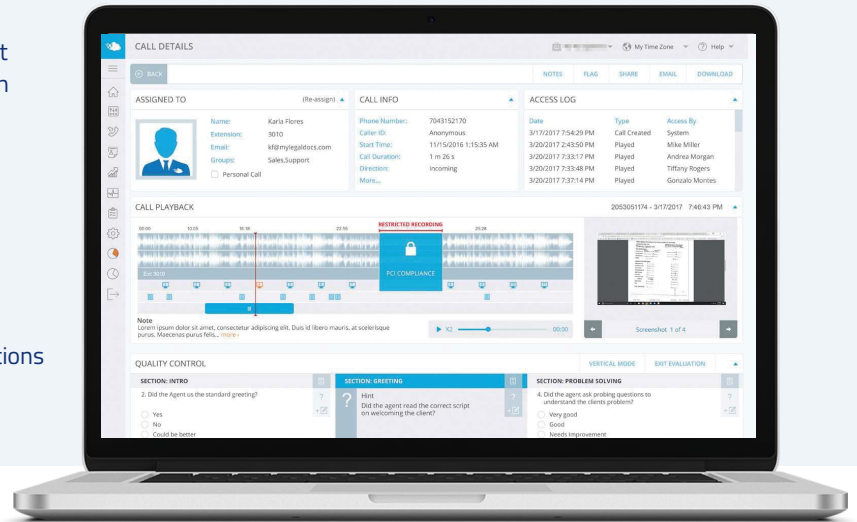 t
n
tions
CALL DETAILS
My Time Zone
Help
BACK
NOTES FLAG SHARE EMAIL DOWNLOAD
ASSIGNED TO (Re-assign)
Name: Karla Flores
Extension: 3010
Email: kf@mylegaldocs.com
Groups: Sales,Support
Personal Call
CALL INFO
Phone Number: 7043152170
Caller ID: Anonymous
Start Time: 11/15/2016 1:15:35 AM
Call Duration: 1 m 26 s
Direction: Incoming
More...
ACCESS LOG
Date Type Access By
3/17/2017 7:54:29 PM Call Created System
3/20/2017 2:43:50 PM Played Mike Miller
3/20/2017 7:33:17 PM Played Andrea Morgan
3/20/2017 7:33:48 PM Played Tiffany Rogers
3/20/2017 7:37:14 PM Played Gonzalo Montes
CALL PLAYBACK
2053051174 - 3/17/2017 7:46:43 PM
RESTRICTED RECORDING
PCI COMPLIANCE
Ext 3010
Note
Lorem ipsum dolor sit amet, consectetur adipiscing elit. Duis id libero mauris, at scelerisque
purus. Maecenas purus felis... more ›
X2
00:00
Screenshot 1 of 4
QUALITY CONTROL
VERTICAL MODE EXIT EVALUATION
SECTION: INTRO
2. Did the Agent us the standard greeting?
Yes
No
Could be better
SECTION: GREETING
Hint
Did the agent read the correct script
on welcoming the client?
SECTION: PROBLEM SOLVING
4. Did the agent ask probing questions to
understand the clients problem?
Very good
Good
Needs Improvement